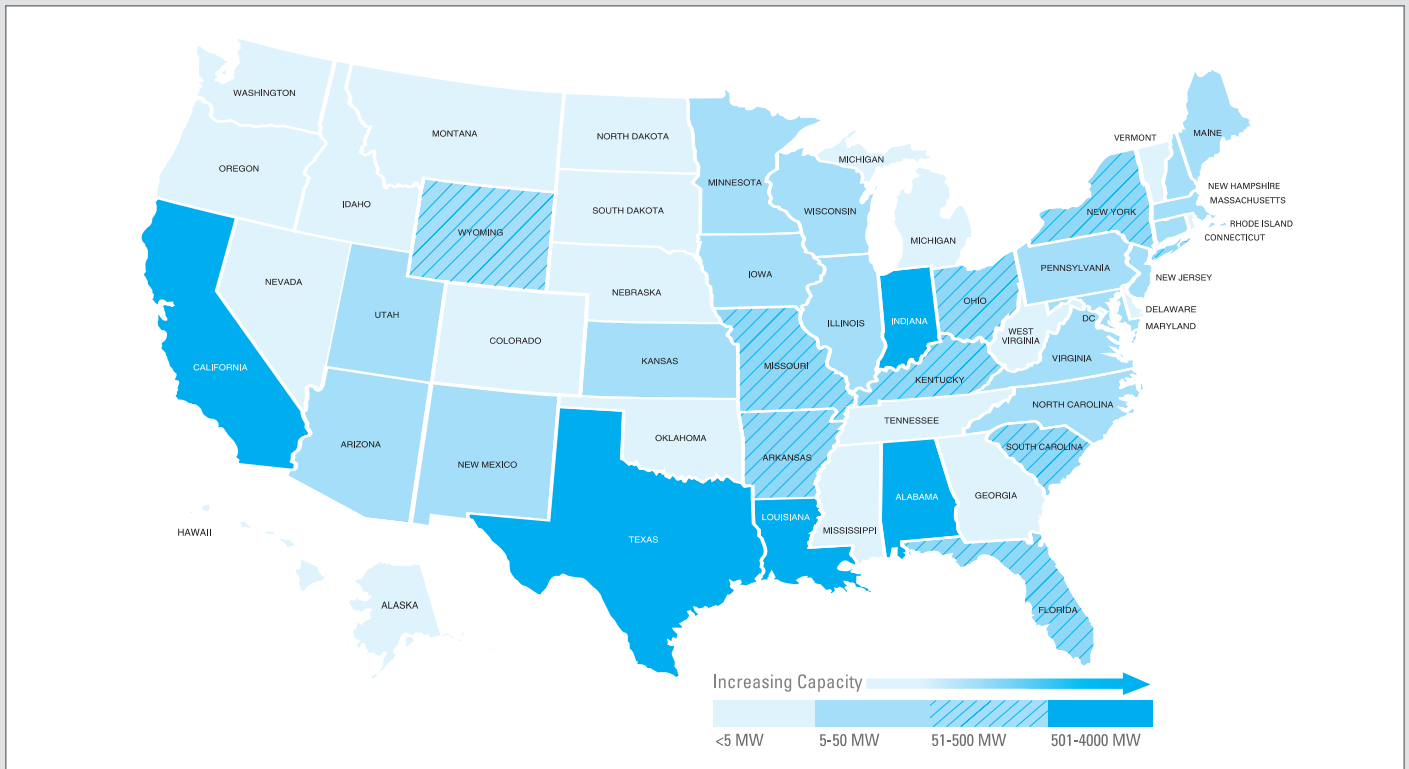 WASHINGTON
MONTANA
NORTH DAKOTA
MINNESOTA
MICHIGAN
VERMONT
MAINE
OREGON
IDAHO
SOUTH DAKOTA
WISCONSIN
NEW YORK
NEW HAMPSHIRE
MASSACHUSETTS
RHODE ISLAND
CONNECTICUT
WYOMING
MICHIGAN
NEVADA
UTAH
NEBRASKA
IOWA
PENNSYLVANIA
NEW JERSEY
COLORADO
ILLINOIS
INDIANA
OHIO
DELAWARE
MARYLAND
DC
WEST
VIRGINIA
VIRGINIA
CALIFORNIA
KANSAS
MISSOURI
KENTUCKY
NORTH CAROLINA
ARIZONA
NEW MEXICO
OKLAHOMA
ARKANSAS
TENNESSEE
SOUTH CAROLINA
HAWAII
TEXAS
LOUISIANA
MISSISSIPPI
ALABAMA
GEORGIA
ALASKA
FLORIDA
Increasing Capacity
<5 MW
5-50 MW
51-500 MW
501-4000 MW